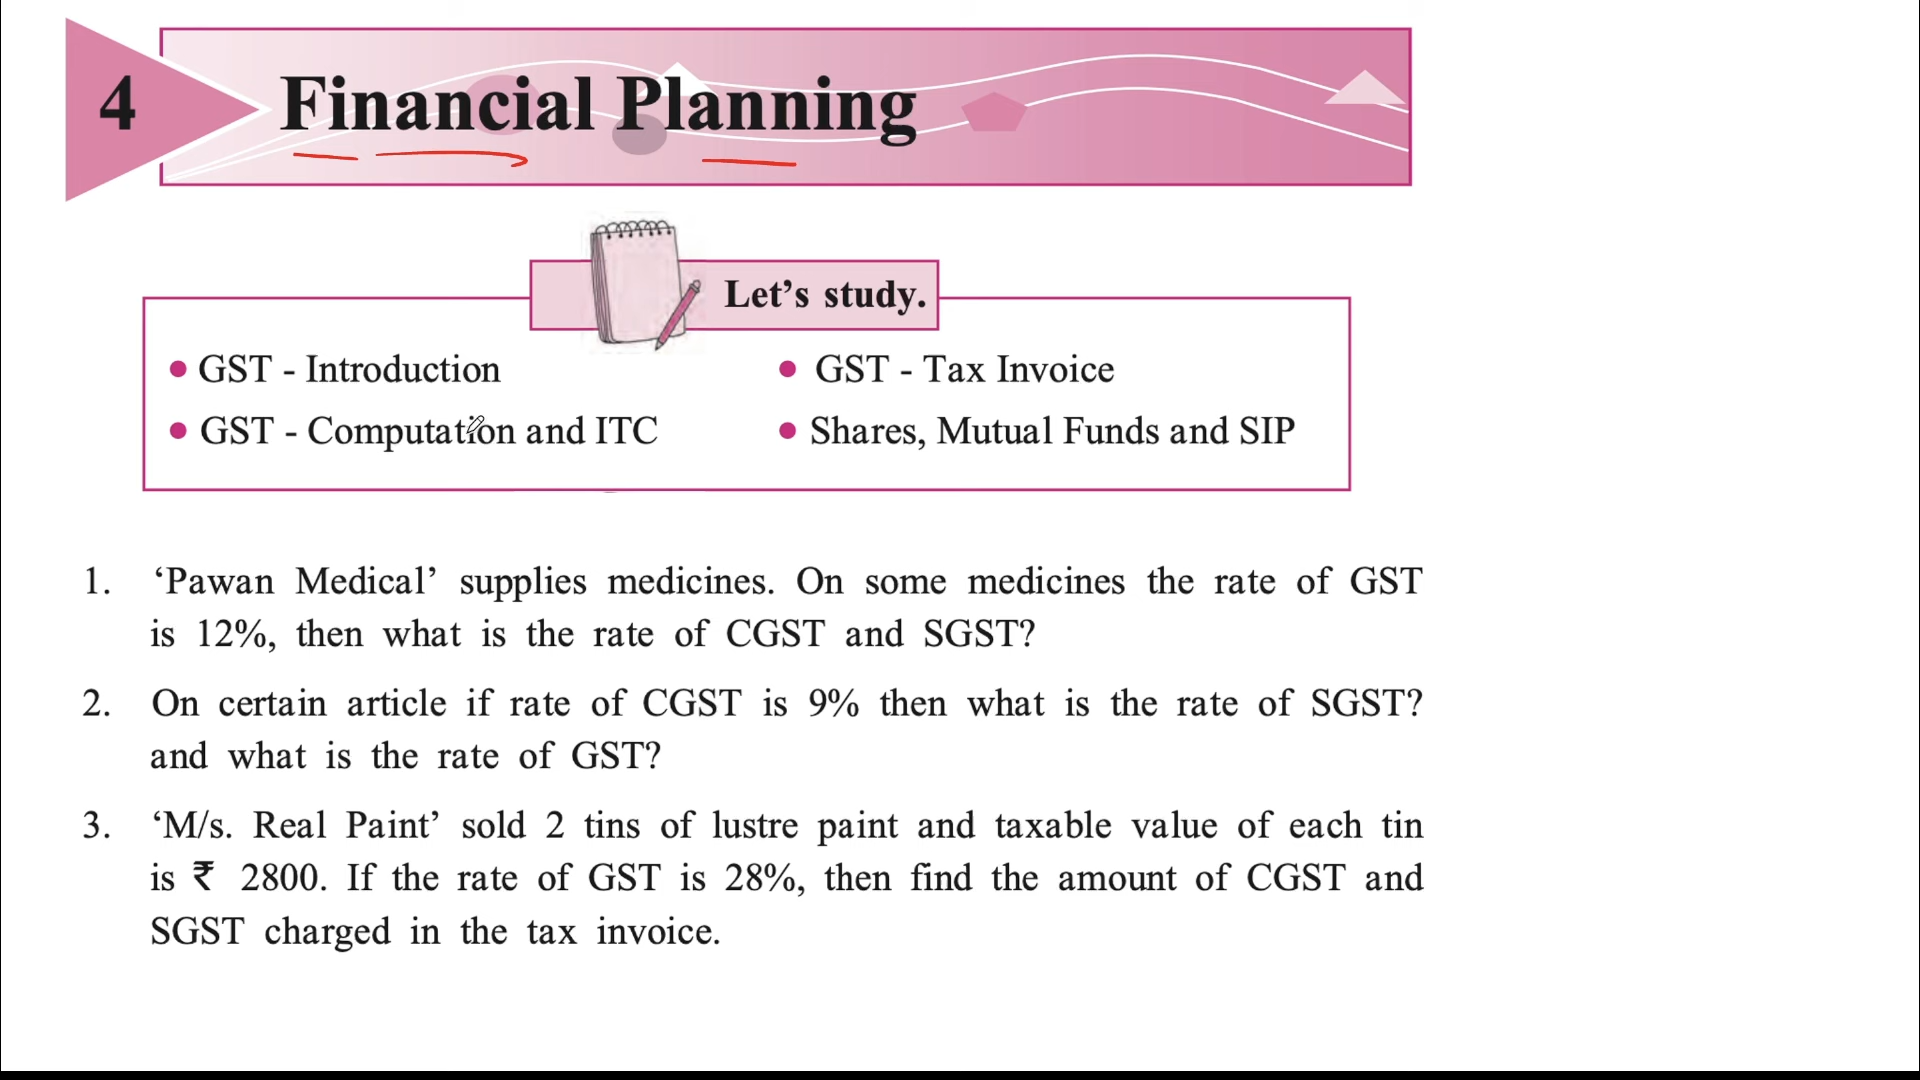 4
Financial Planning
Let’s study.
• GST - Introduction
• GST - Tax Invoice
• GST - Computation and ITC
• Shares, Mutual Funds and SIP
1. ‘Pawan Medical’ supplies medicines. On some medicines the rate of GST
is 12%, then what is the rate of CGST and SGST?
2. On certain article if rate of CGST is 9% then what is the rate of SGST?
and what is the rate of GST?
3. ‘M/s. Real Paint’ sold 2 tins of lustre paint and taxable value of each tin
is ₹ 2800. If the rate of GST is 28%, then find the amount of CGST and
SGST charged in the tax invoice.